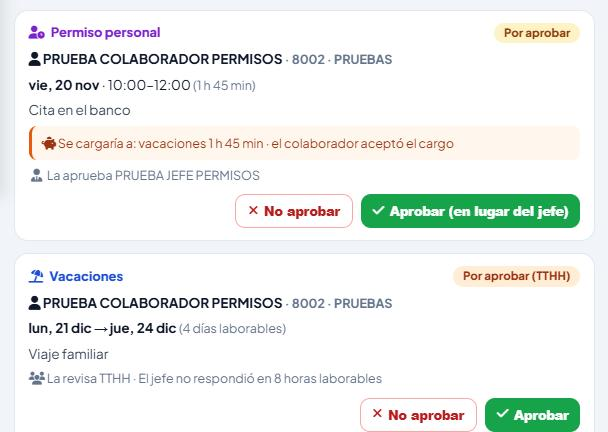 Permiso personal
Por aprobar
PRUEBA COLABORADOR PERMISOS · 8002 · PRUEBAS
vie, 20 nov · 10:00–12:00 (1 h 45 min)
Cita en el banco
Se cargaría a: vacaciones 1 h 45 min · el colaborador aceptó el cargo
La aprueba PRUEBA JEFE PERMISOS
No aprobar
Aprobar (en lugar del jefe)
Vacaciones
Por aprobar (TTHH)
PRUEBA COLABORADOR PERMISOS · 8002 · PRUEBAS
lun, 21 dic → jue, 24 dic (4 días laborables)
Viaje familiar
La revisa TTHH · El jefe no respondió en 8 horas laborables
No aprobar
Aprobar